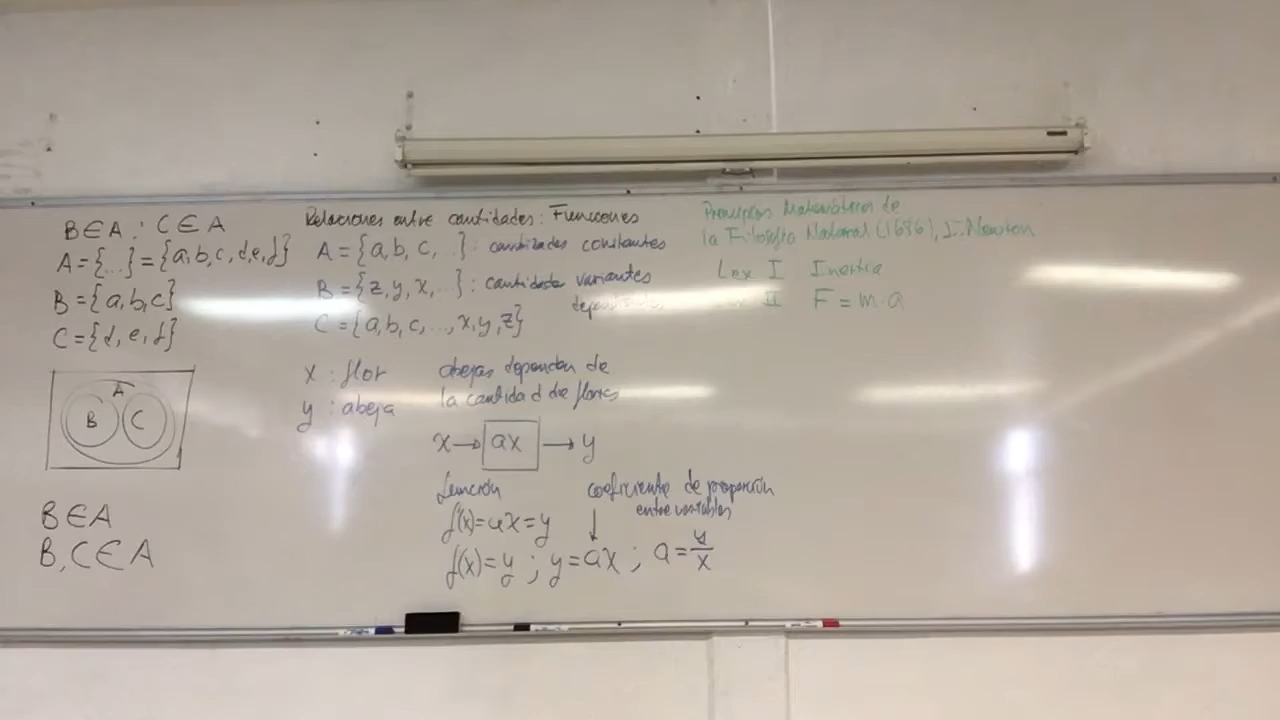 B ∈ A ; C ∈ A
A = {...} = {a,b,c,d,e,f}
B = {a,b,c}
C = {d,e,f}
A
B C
B ∈ A
B, C ∈ A
Relaciones entre cantidades: Funciones
A = {a,b,c, ..}: cantidades constantes
B = {z,y,x,...}: cantidades variantes
C = {a,b,c,...,x,y,z}
x : flor
y : abeja
abejas dependen de
la cantidad de flores
x → ax → y
función
f(x)=ax=y
coeficiente de proporción
entre variables
f(x)=y ; y=ax ; a=y/x
Principios Matemáticos de
la Filosofía Natural (1686), I. Newton
Lex I Inercia
II F = m·a